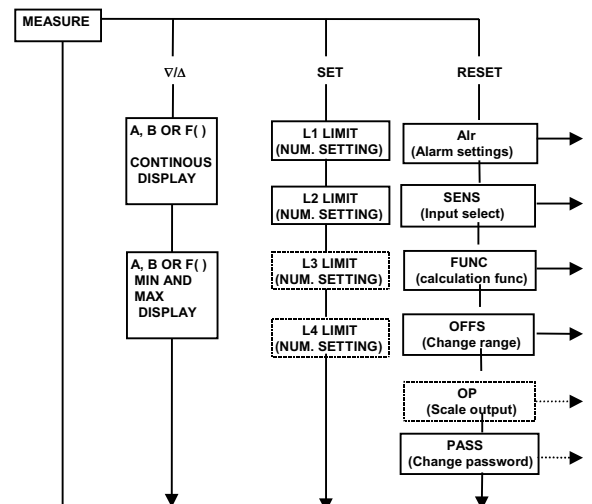 MEASURE
∇/Δ
SET
RESET
A, B OR F( )
CONTINOUS
DISPLAY
A, B OR F( )
MIN AND
MAX
DISPLAY
L1 LIMIT
(NUM. SETTING)
L2 LIMIT
(NUM. SETTING)
L3 LIMIT
(NUM. SETTING)
L4 LIMIT
(NUM. SETTING)
Alr
(Alarm settings)
SENS
(Input select)
FUNC
(calculation func)
OFFS
(Change range)
OP
(Scale output)
PASS
(Change password)